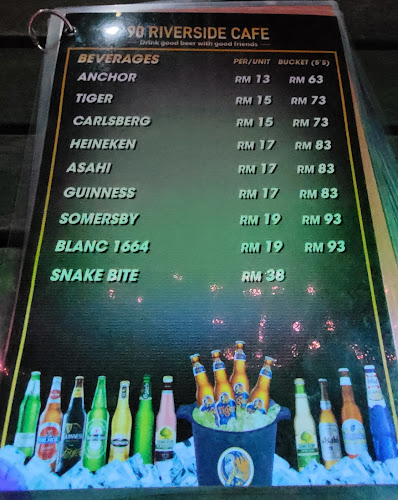 90 RIVERSIDE CAFE
Drink good beer with good friends
BEVERAGES PER/UNIT BUCKET (5'S)
ANCHOR RM 13 RM 63
TIGER RM 15 RM 73
CARLSBERG RM 15 RM 73
HEINEKEN RM 17 RM 83
ASAHI RM 17 RM 83
GUINNESS RM 17 RM 83
SOMERSBY RM 19 RM 93
BLANC 1664 RM 19 RM 93
SNAKE BITE RM 38